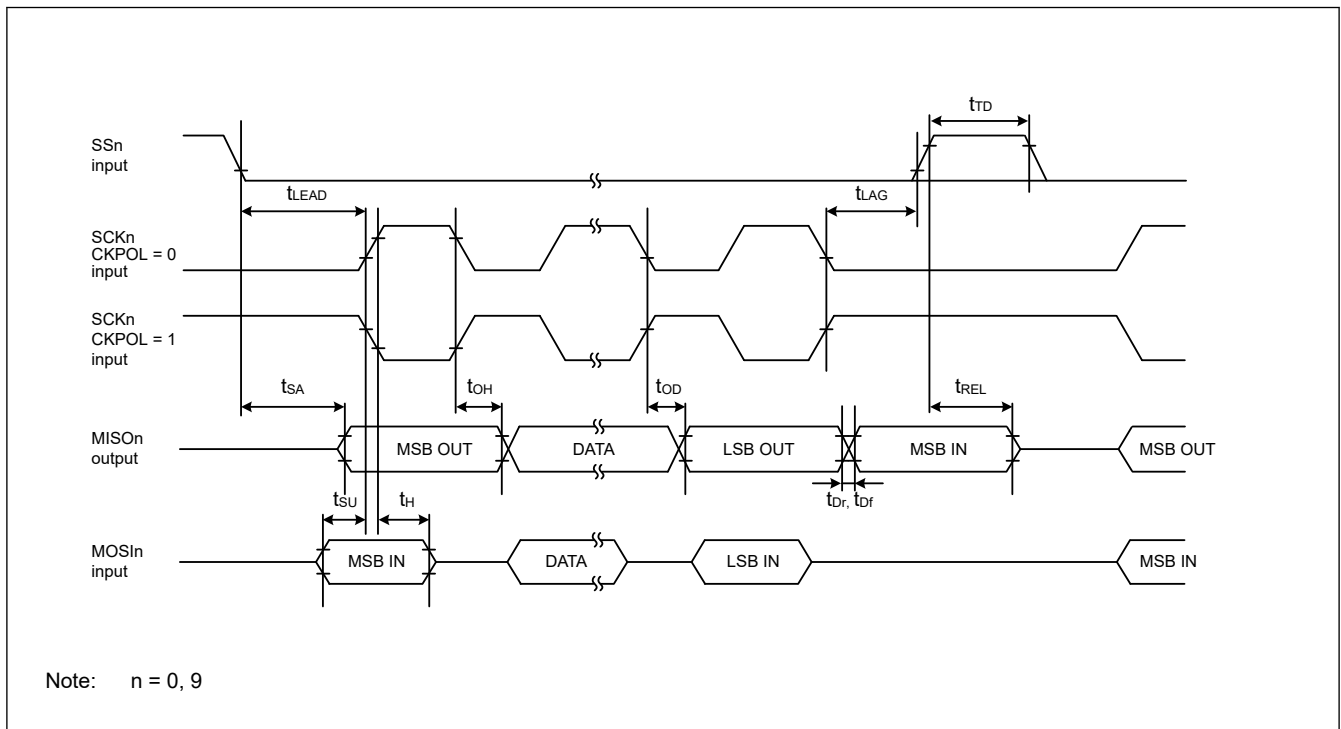 tTD
SSn
input
tLEAD
tLAG
SCKn
CKPOL = 0
input
SCKn
CKPOL = 1
input
tSA
tOH
tOD
tREL
MISOn
output
MSB OUT
DATA
LSB OUT
MSB IN
MSB OUT
tSU
tH
tDr, tDf
MOSIn
input
MSB IN
DATA
LSB IN
MSB IN
Note: n = 0, 9